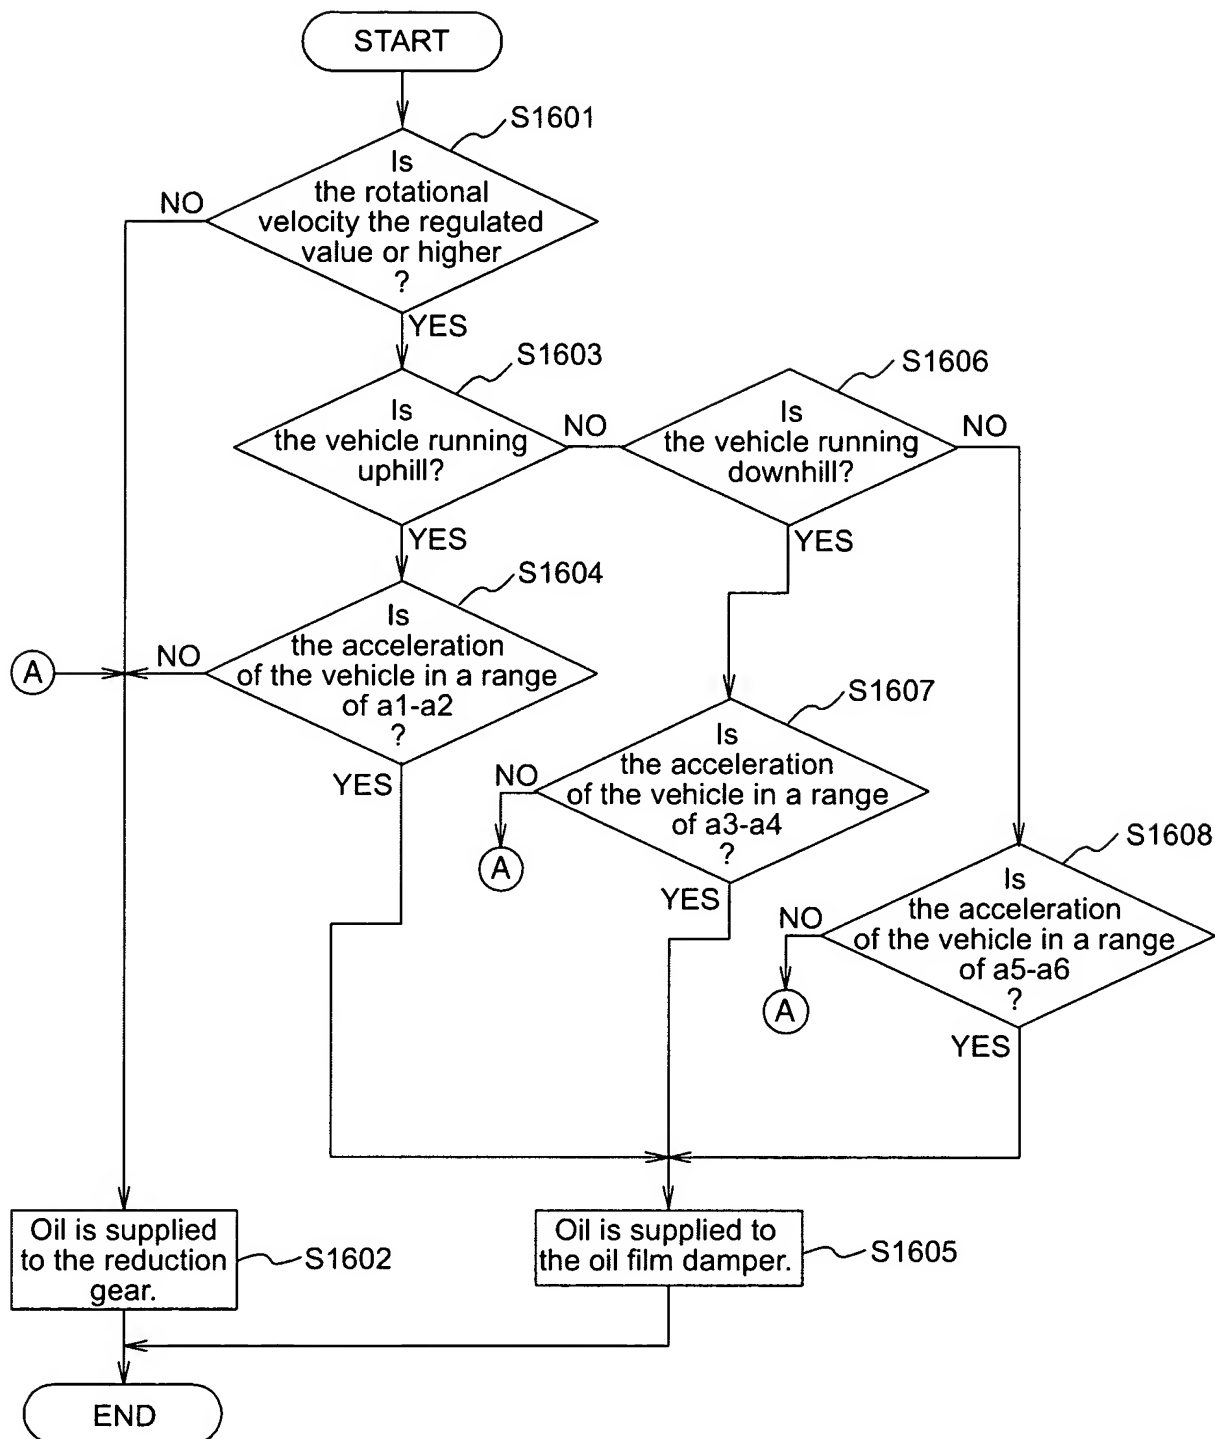 START
S1601
Is
the rotational
velocity the regulated
value or higher
?
NO
YES
S1603
Is
the vehicle running
uphill?
NO
YES
S1606
Is
the vehicle running
downhill?
NO
YES
S1604
Is
the acceleration
of the vehicle in a range
of a1-a2
?
NO
A
YES
S1607
Is
the acceleration
of the vehicle in a range
of a3-a4
?
NO
A
YES
S1608
Is
the acceleration
of the vehicle in a range
of a5-a6
?
NO
A
YES
Oil is supplied
to the reduction
gear.
S1602
Oil is supplied to
the oil film damper.
S1605
END